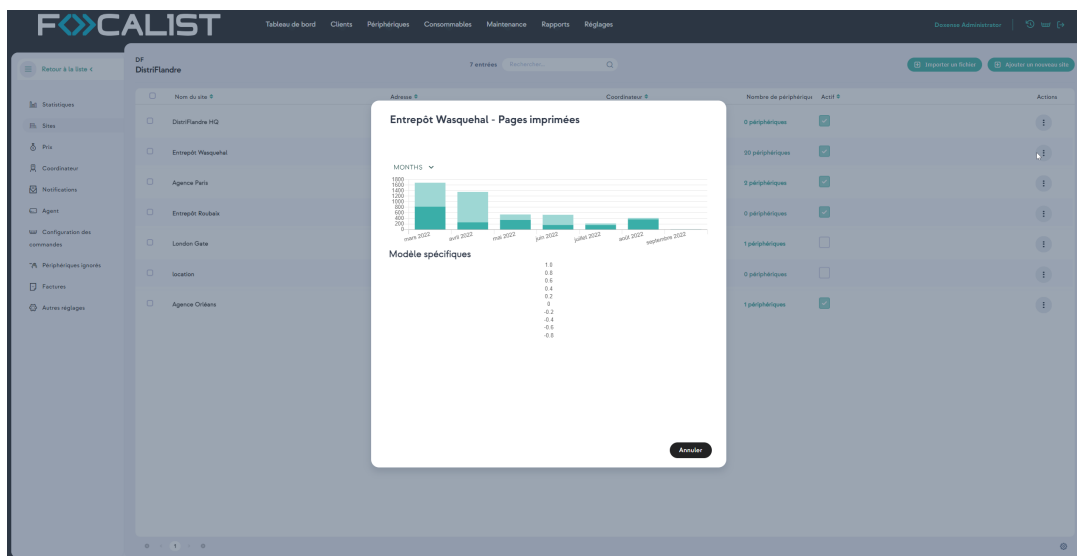 FOCALIST
Tableau de bord Clients Périphériques Consommables Maintenance Rapports Réglages
Dexence Administrator
Retour à la liste
DF
DistriFlandre
7 entrées Rechercher...
Importer un fichier Ajouter un nouveau site
Statistiques
Sites
Prix
Coordinateur
Notifications
Agent
Configuration des
commandes
Périphériques ignorés
Factures
Autres réglages
Nom du site Adresse Coordinateur Nombre de périphérique Actif Actions
DistriFlandre HQ 0 périphériques
Entrepôt Wasquehal 30 périphériques
Agence Paris 5 périphériques
Entrepôt Roubaix 0 périphériques
London Gate 1 périphériques
location 0 périphériques
Agence Orléans 1 périphériques
Entrepôt Wasquehal - Pages imprimées
MONTHS
1800
1600
1400
1200
1000
800
600
400
200
0
mars 2022 avril 2022 mai 2022 juin 2022 juillet 2022 août 2022 septembre 2022
Modèle spécifiques
1.0
0.8
0.6
0.4
0.2
0
-0.2
-0.4
-0.6
-0.8
Annuler
1